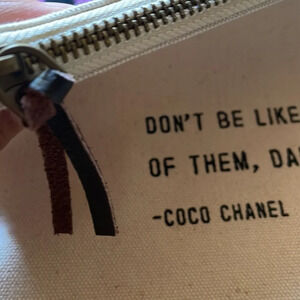 DON'T BE LIKE
OF THEM, DA
-COCO CHANEL